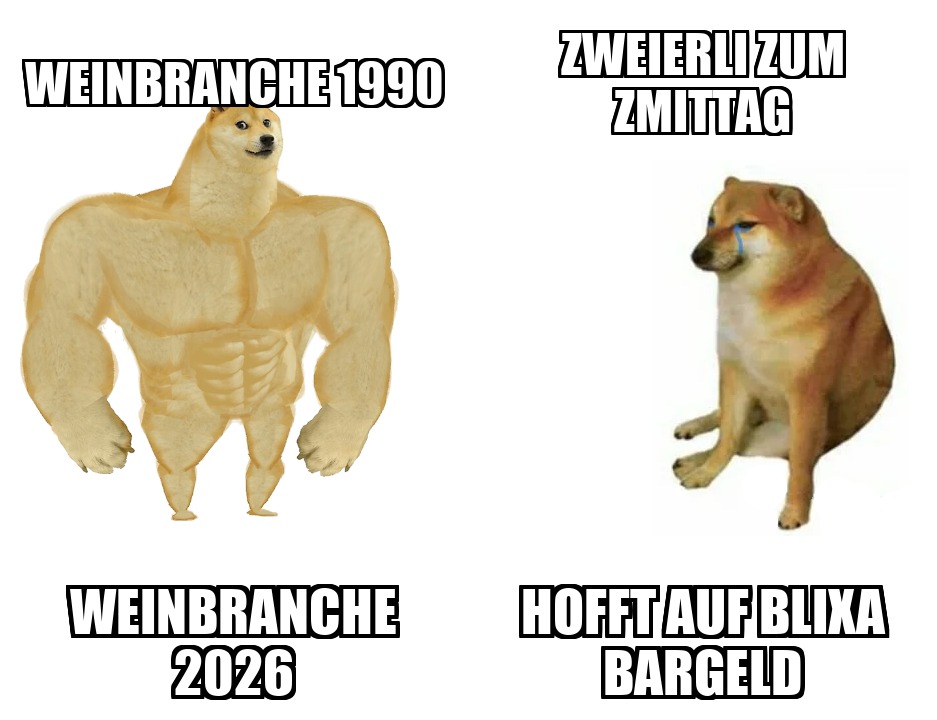 WEINBRANCHE 1990
ZWEIERLI ZUM
ZMITTAG
WEINBRANCHE
2026
HOFFT AUF BLIXA
BARGELD